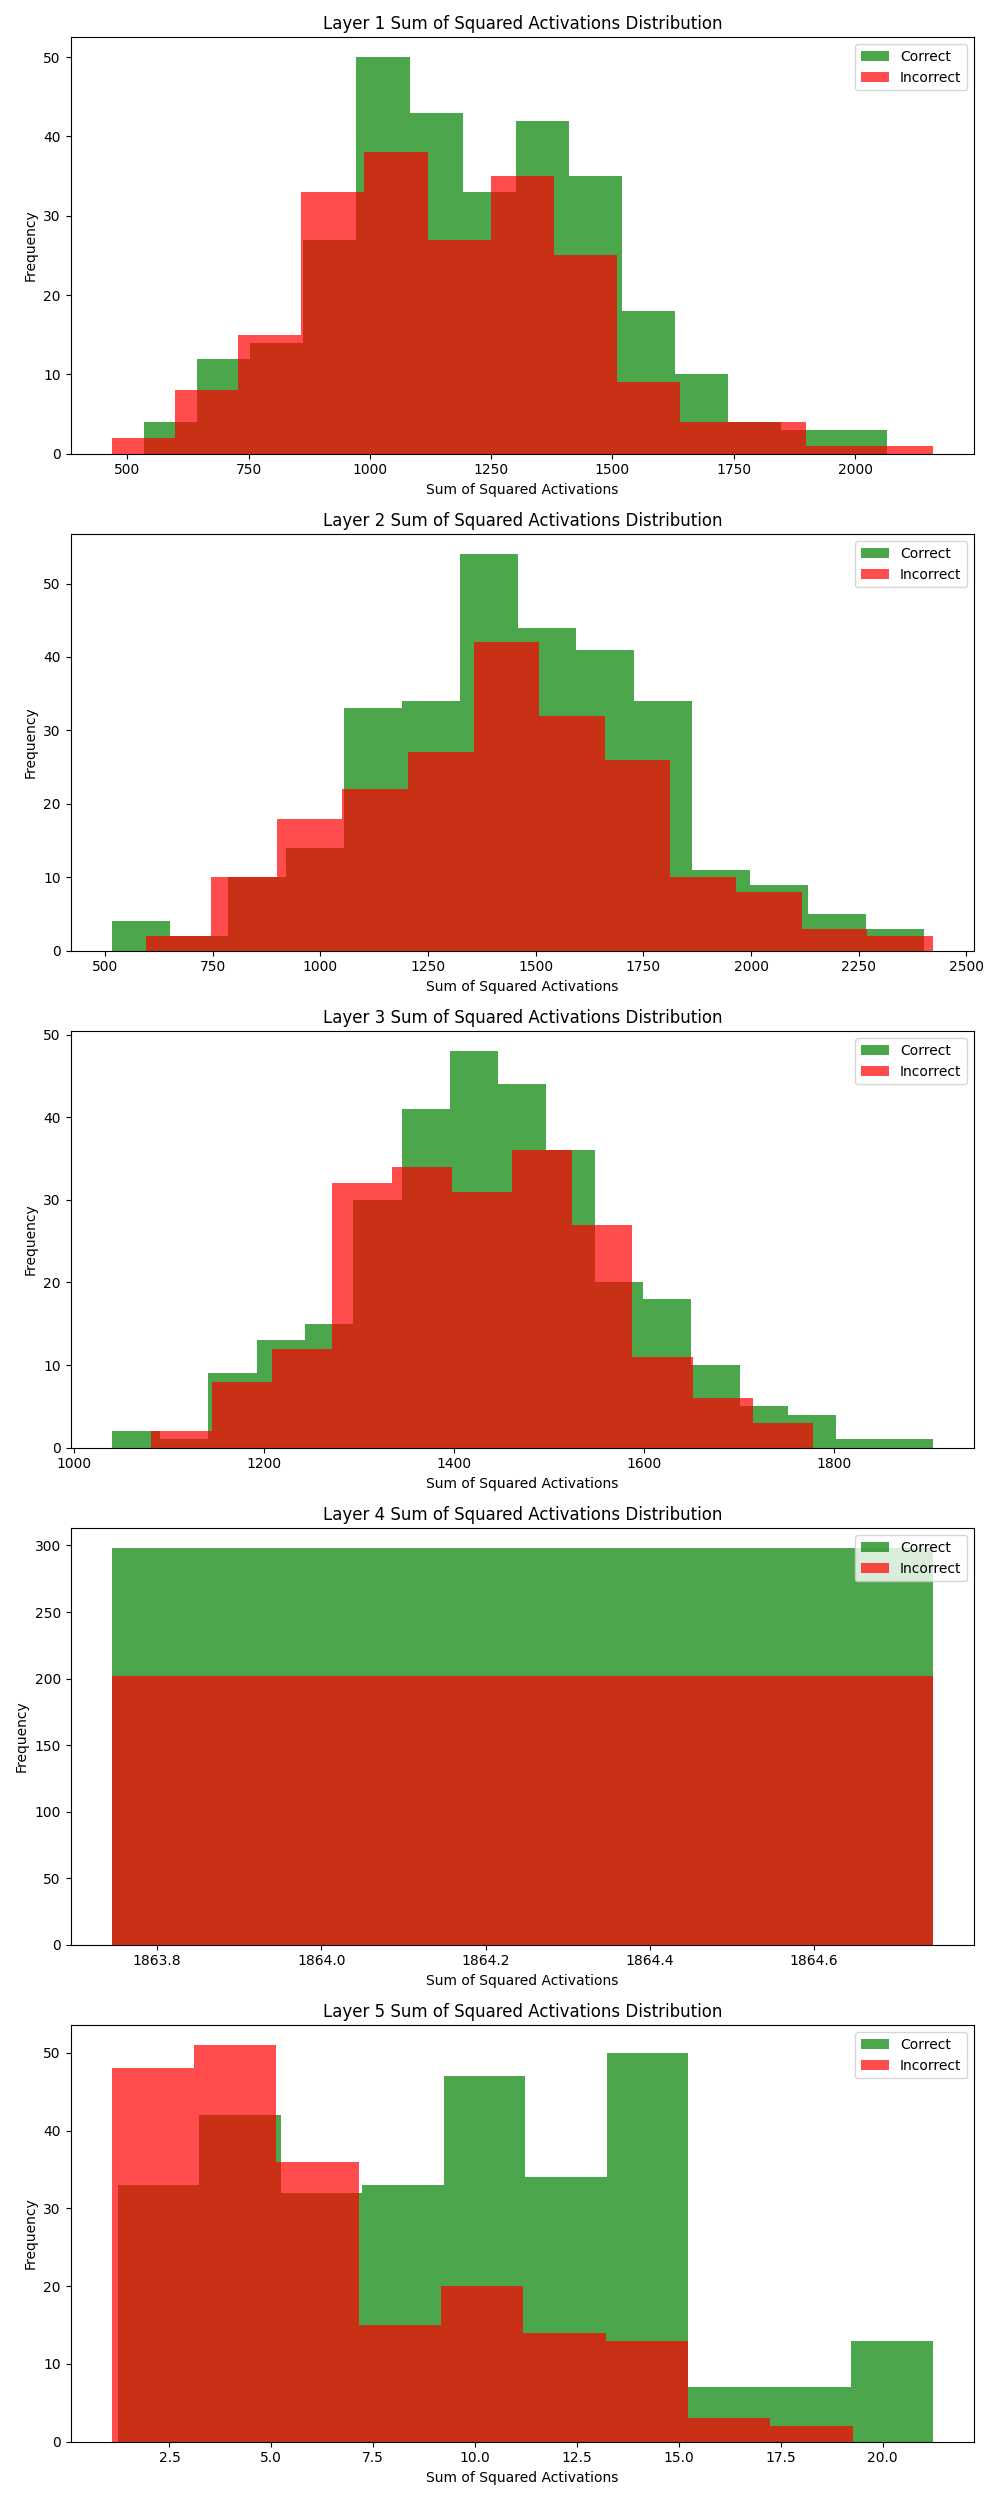 Layer 1 Sum of Squared Activations Distribution
Correct
Incorrect
50
40
30
20
10
0
Frequency
500 750 1000 1250 1500 1750 2000
Sum of Squared Activations
Layer 2 Sum of Squared Activations Distribution
Correct
Incorrect
50
40
30
20
10
0
Frequency
500 750 1000 1250 1500 1750 2000 2250 2500
Sum of Squared Activations
Layer 3 Sum of Squared Activations Distribution
Correct
Incorrect
50
40
30
20
10
0
Frequency
1000 1200 1400 1600 1800
Sum of Squared Activations
Layer 4 Sum of Squared Activations Distribution
Correct
Incorrect
300
250
200
150
100
50
0
Frequency
1863.8 1864.0 1864.2 1864.4 1864.6
Sum of Squared Activations
Layer 5 Sum of Squared Activations Distribution
Correct
Incorrect
50
40
30
20
10
0
Frequency
2.5 5.0 7.5 10.0 12.5 15.0 17.5 20.0
Sum of Squared Activations